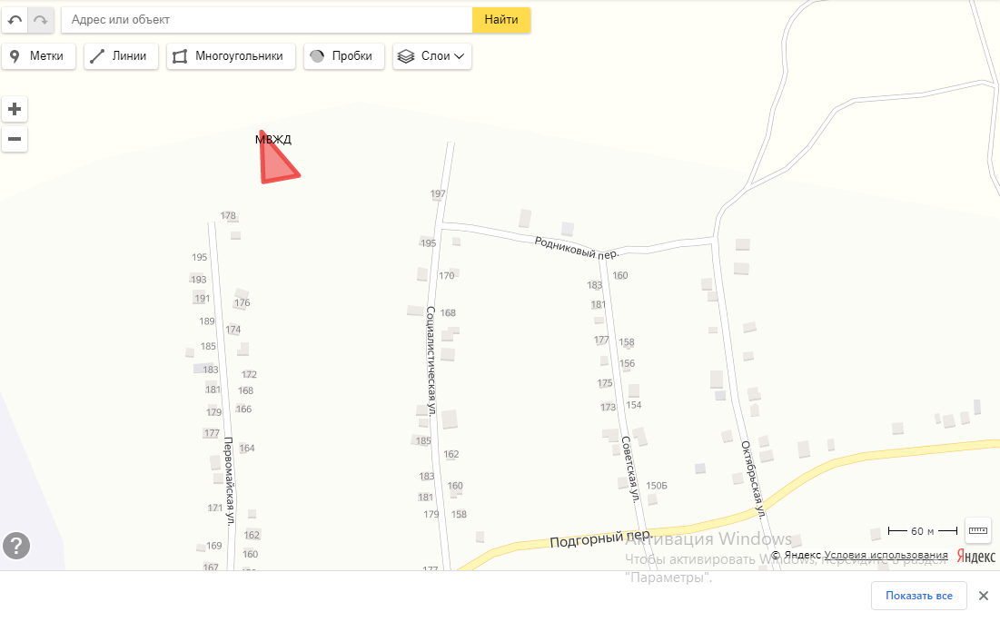 Адрес или объект
Найти
Метки
Линии
Многоугольники
Пробки
Слои
МВЖД
197
178
195
Родниковый пер.
195
193
170
160
183
191
176
181
168
189
174
Социалистическая ул.
185
177
158
183
172
156
181
168
175
179
166
173
154
177
185
164
162
Первомайская ул.
Советская ул.
Октябрьская ул.
183
160
150Б
181
171
179
158
162
60 м
169
160
Подгорный пер.
Активация Windows
© Яндекс Условия использования
Яндекс
Чтобы активировать Windows, перейдите в раздел
"Параметры".
167
177
Показать все